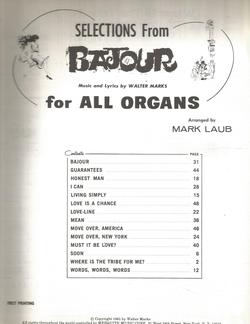 SELECTIONS From
BAJOUR
Music and Lyrics by WALTER MARKS
for ALL ORGANS
Arranged by
MARK LAUB
Contents PAGE
BAJOUR 31
GUARANTEES 44
HONEST MAN 18
I CAN 28
LIVING SIMPLY 15
LOVE IS A CHANCE 48
LOVE-LINE 22
MEAN 38
MOVE OVER, AMERICA 46
MOVE OVER, NEW YORK 24
MUST IT BE LOVE? 40
SOON 8
WHERE IS THE TRIBE FOR ME? 2
WORDS, WORDS, WORDS 12
FIRST PRINTING
© Copyright 1965 by Walter Marks